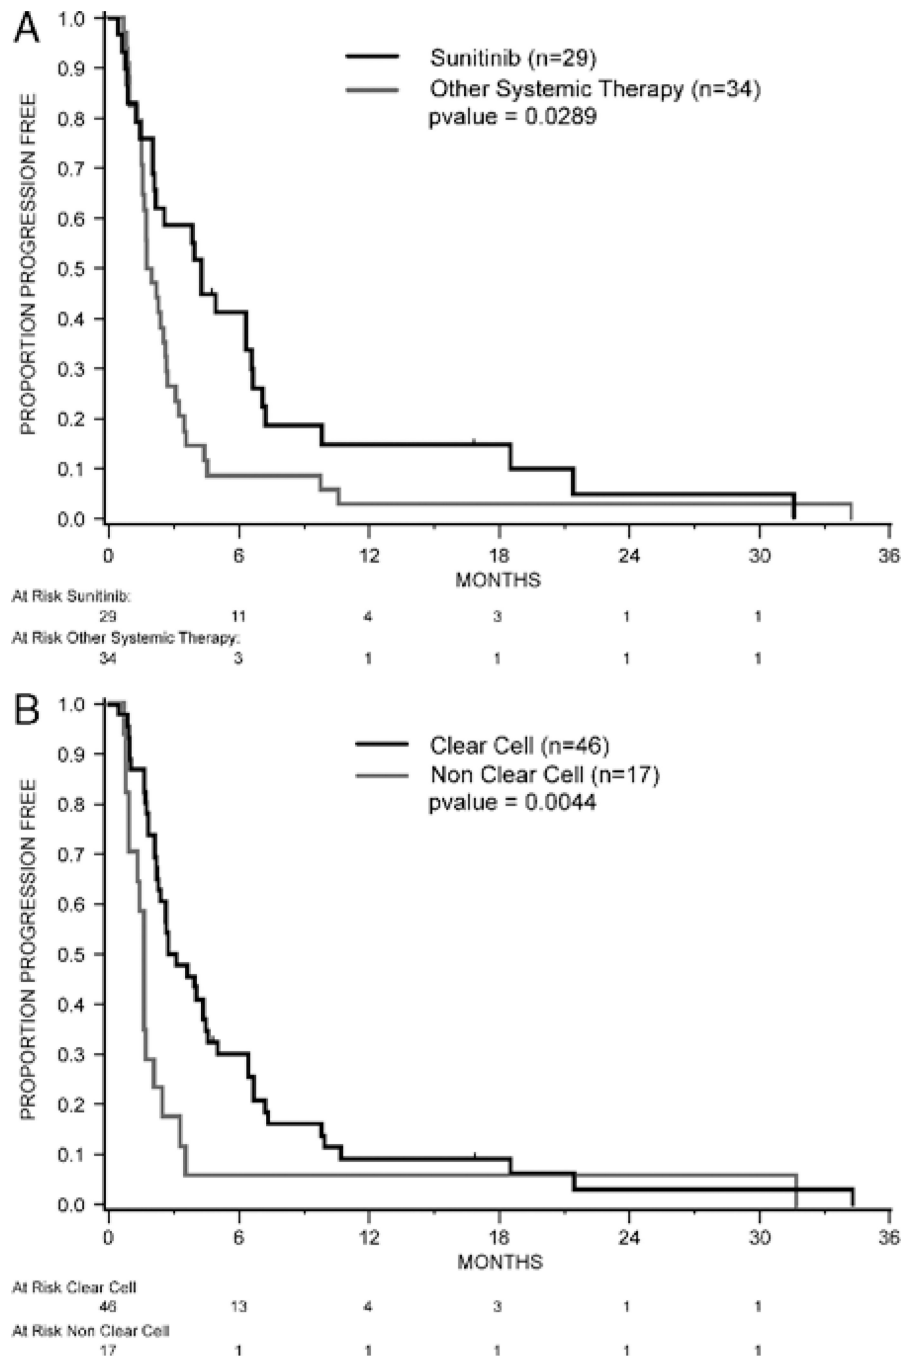 A
PROPORTION PROGRESSION FREE
1.0
0.9
0.8
0.7
0.6
0.5
0.4
0.3
0.2
0.1
0.0
Sunitinib (n=29)
Other Systemic Therapy (n=34)
pvalue = 0.0289
0 6 12 18 24 30 36
MONTHS
At Risk Sunitinib:
29 11 4 3 1 1
At Risk Other Systemic Therapy:
34 3 1 1 1 1
B
PROPORTION PROGRESSION FREE
1.0
0.9
0.8
0.7
0.6
0.5
0.4
0.3
0.2
0.1
0.0
Clear Cell (n=46)
Non Clear Cell (n=17)
pvalue = 0.0044
0 6 12 18 24 30 36
MONTHS
At Risk Clear Cell
46 13 4 3 1 1
At Risk Non Clear Cell
17 1 1 1 1 1